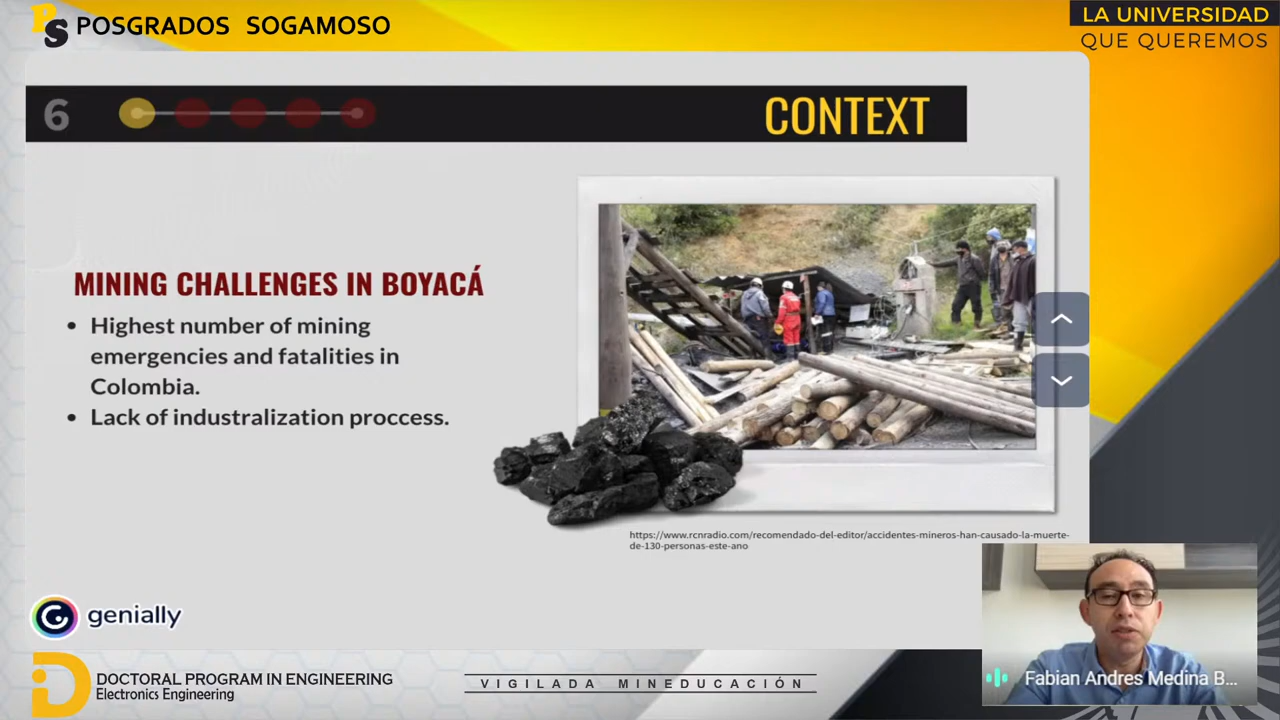 PS POSGRADOS SOGAMOSO
LA UNIVERSIDAD
QUE QUEREMOS
6
CONTEXT
MINING CHALLENGES IN BOYACÁ
• Highest number of mining
emergencies and fatalities in
Colombia.
• Lack of industralization proccess.
https://www.rcnradio.com/recomendado-del-editor/accidentes-mineros-han-causado-la-muerte-
de-130-personas-este-ano
genially
DOCTORAL PROGRAM IN ENGINEERING
Electronics Engineering
VIGILADA MINEDUCACIÓN
Fabian Andres Medina B...